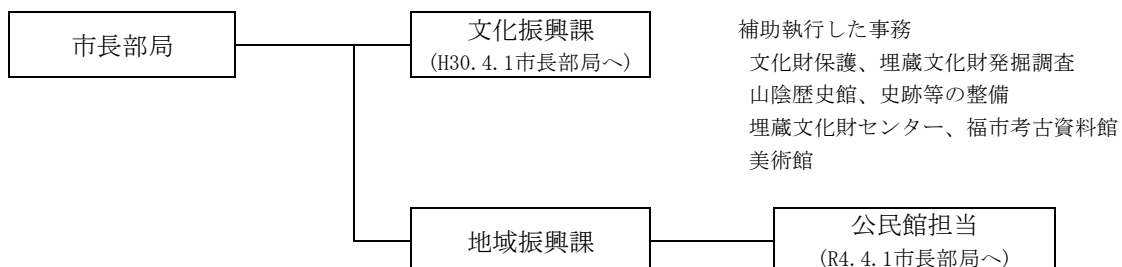 市長部局
文化振興課
(H30.4.1市長部局へ)
補助執行した事務
文化財保護、埋蔵文化財発掘調査
山陰歴史館、史跡等の整備
埋蔵文化財センター、福市考古資料館
美術館
地域振興課
公民館担当
(R4.4.1市長部局へ)